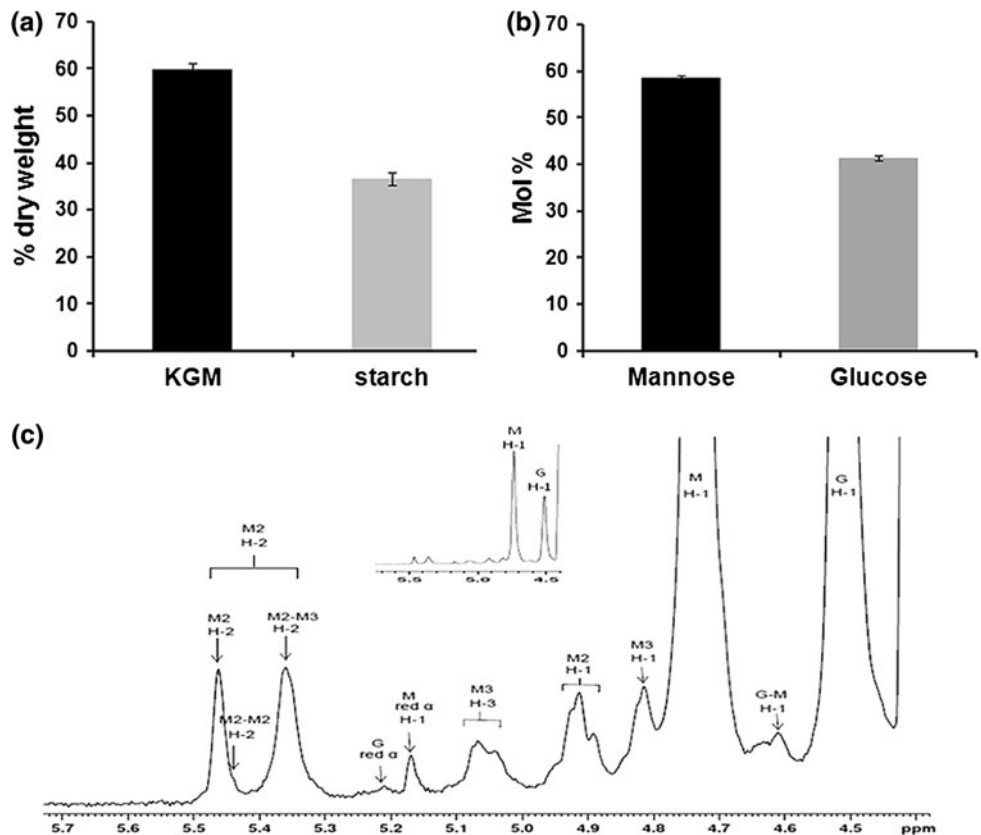 (a)
% dry weight
70
60
50
40
30
20
10
0
KGM starch
(b)
Mol %
70
60
50
40
30
20
10
0
Mannose Glucose
(c)
M
H-1
G
H-1
5.5 5.0 4.5
M2
H-2
M2
H-2
M2-M2
H-2
M2-M3
H-2
G
red α
M
red α
H-1
M3
H-3
M2
H-1
M3
H-1
M
H-1
G-M
H-1
G
H-1
5.7 5.6 5.5 5.4 5.3 5.2 5.1 5.0 4.9 4.8 4.7 4.6 4.5 ppm